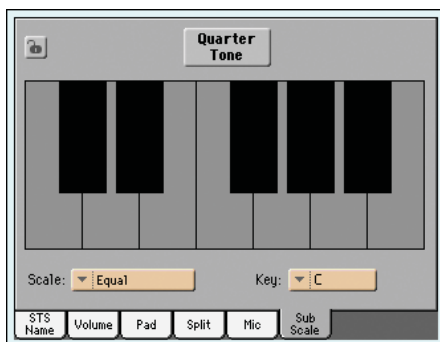 Quarter
Tone
Scale: Equal Key: C
STS
Name
Volume
Pad
Split
Mic
Sub
Scale